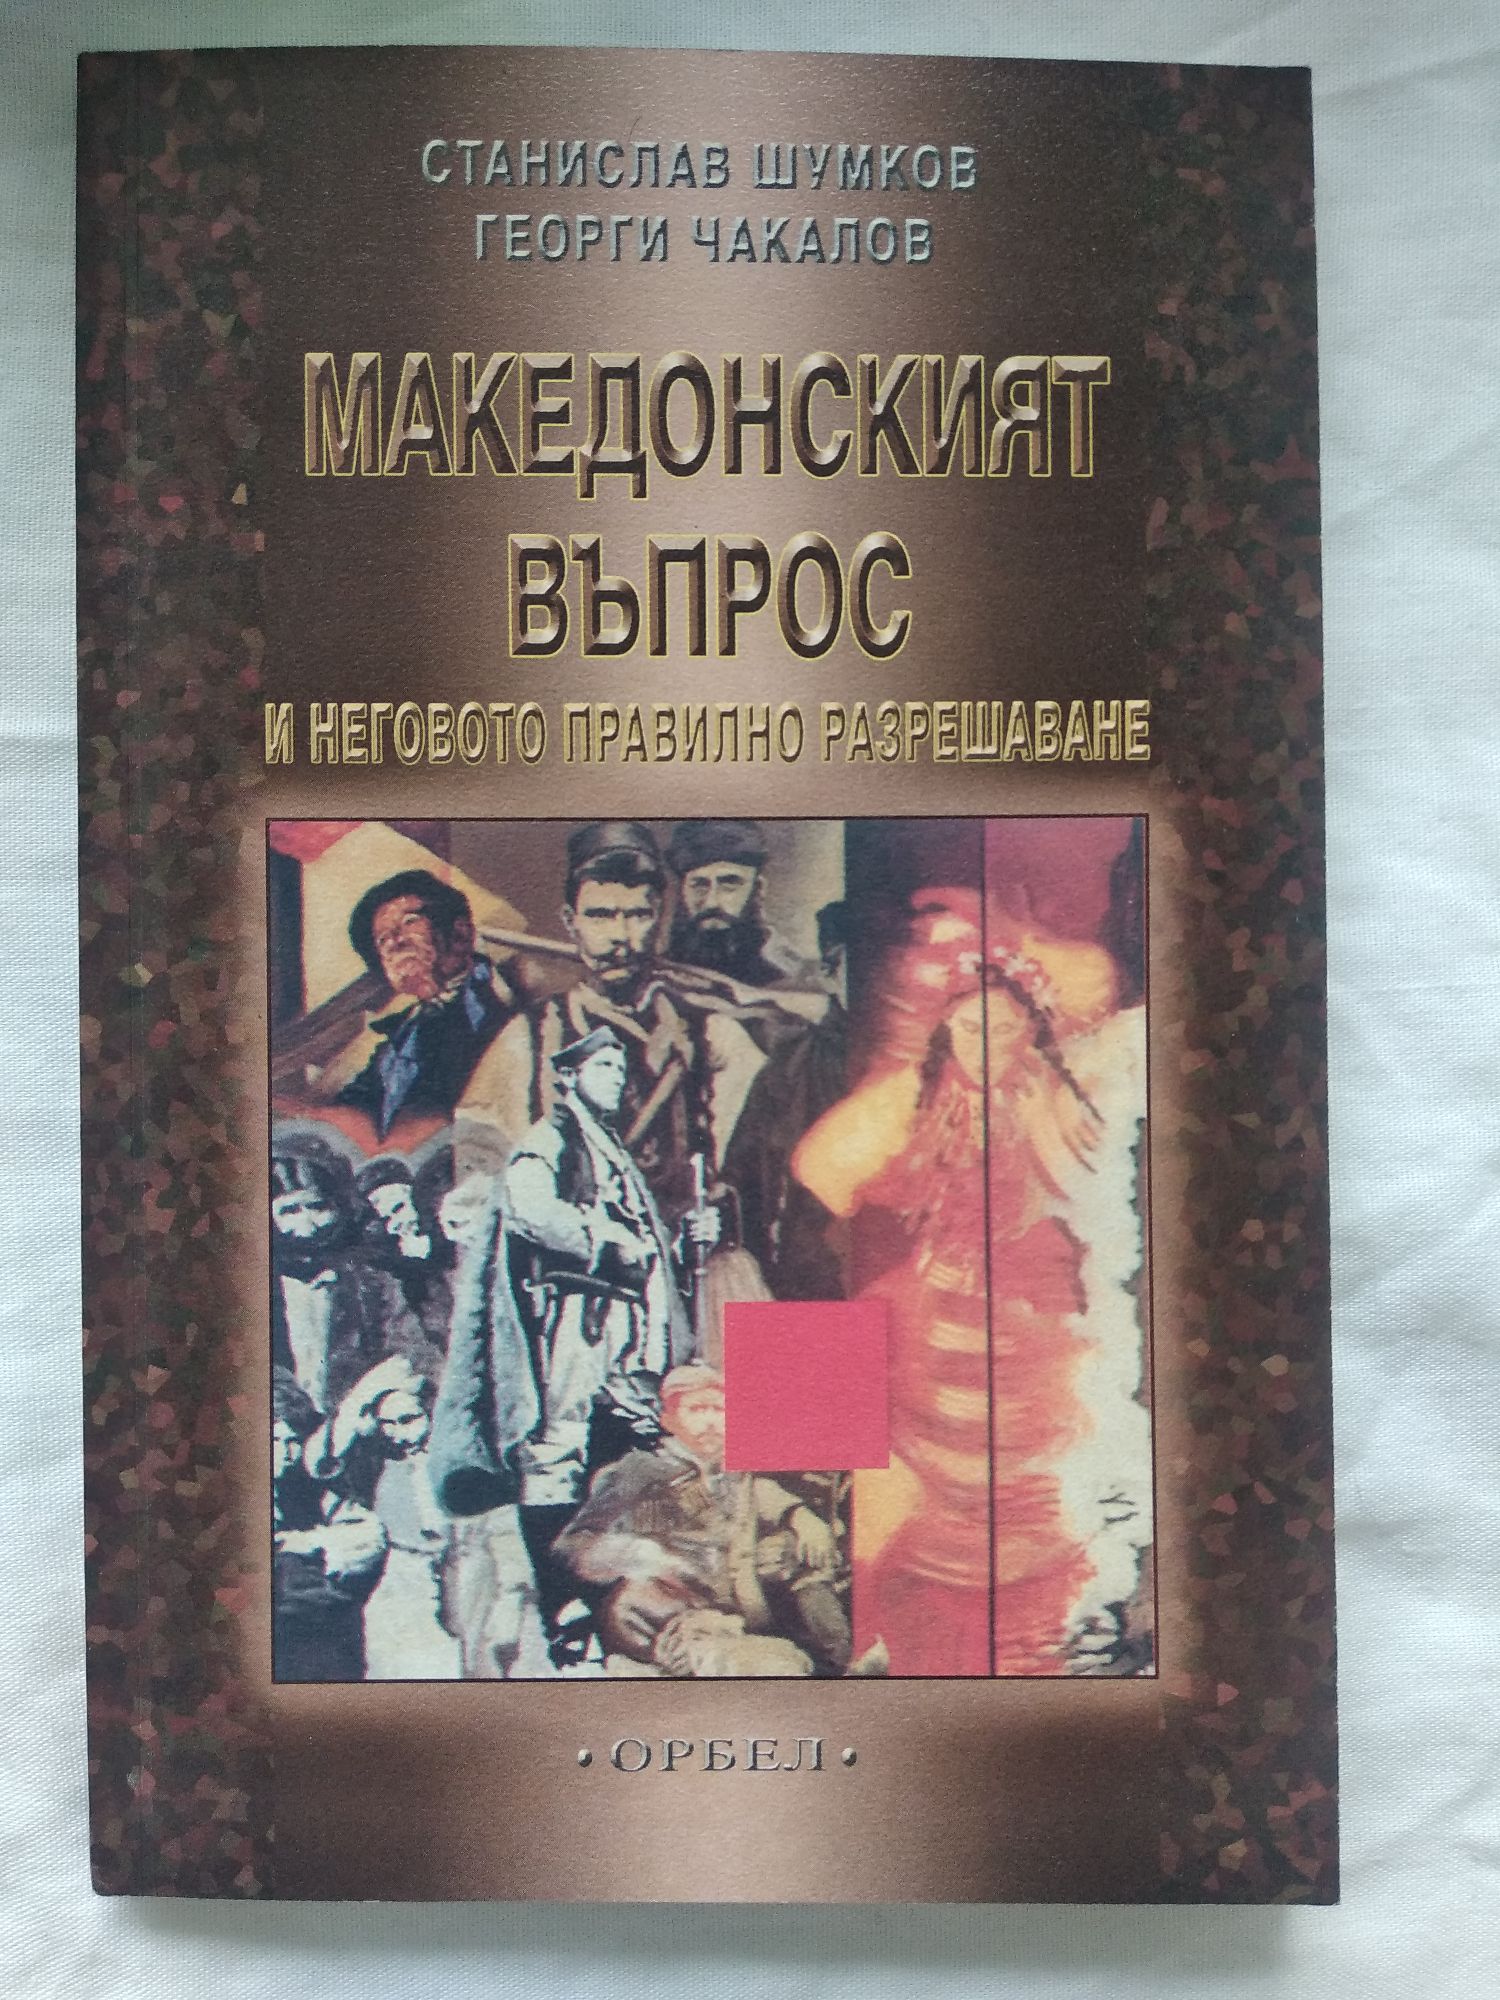 СТАНИСЛАВ ШУМКОВ
ГЕОРГИ ЧАКАЛОВ
МАКЕДОНСКИЯТ
ВЪПРОС
И НЕГОВОТО ПРАВИЛНО РАЗРЕШАВАНЕ
• ОРБЕЛ •